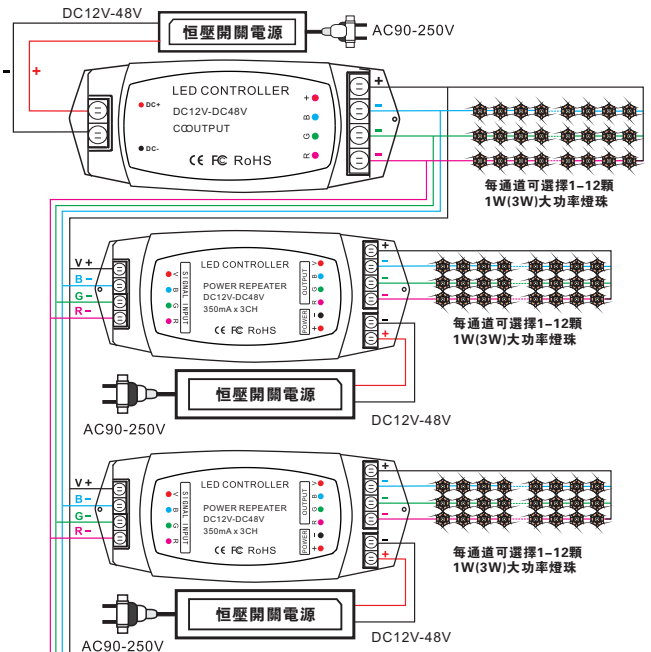 DC12V-48V
恒壓開關電源
AC90-250V
-
+
LED CONTROLLER
DC+
DC12V-DC48V
COOUTPUT
DC-
CE FC RoHS
+
B
G
R
+
-
-
-
每通道可選擇1-12顆
1W(3W)大功率燈珠
V+
B-
G-
R-
V
B
G
R
SIGNAL INPUT
LED CONTROLLER
POWER REPEATER
DC12V-DC48V
350mA x 3CH
CE FC RoHS
OUTPUT
POWER
V
B
G
R
-
+
+
-
-
-
-
+
每通道可選擇1-12顆
1W(3W)大功率燈珠
恒壓開關電源
AC90-250V
DC12V-48V
V+
B-
G-
R-
V
B
G
R
SIGNAL INPUT
LED CONTROLLER
POWER REPEATER
DC12V-DC48V
350mA x 3CH
CE FC RoHS
OUTPUT
POWER
V
B
G
R
-
+
+
-
-
-
-
+
每通道可選擇1-12顆
1W(3W)大功率燈珠
恒壓開關電源
AC90-250V
DC12V-48V